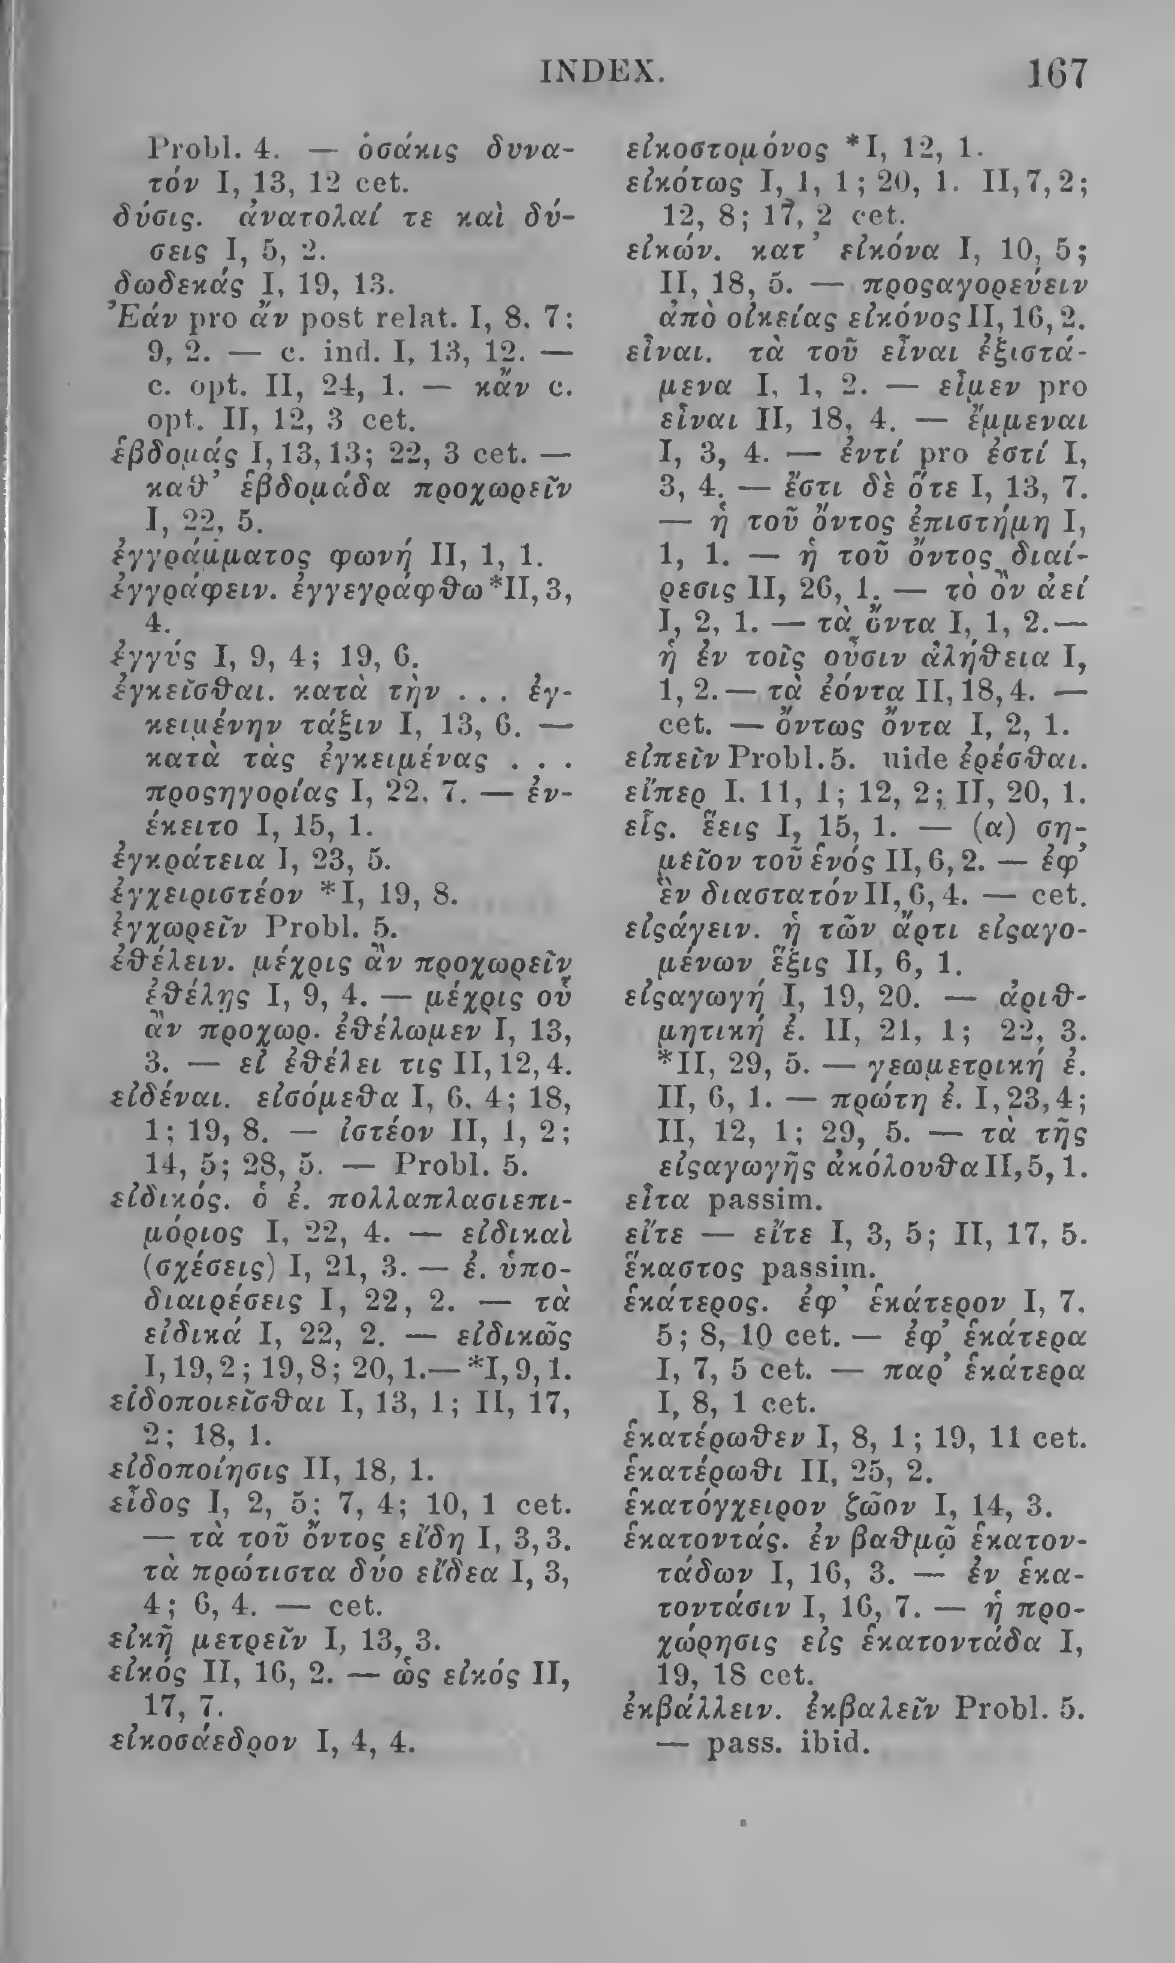 INDEX. 167
Probl. 4. — ὁσάκις δυνα-
τόν I, 13, 12 cet.
δύσις. ἀνατολαί τε καὶ δύ-
σεις I, 5, 2.
δωδεκάς I, 19, 13.
Ἐάν pro ἄν post relat. I, 8, 7;
9, 2. — c. ind. I, 13, 12. —
c. opt. II, 24, 1. — κἄν c.
opt. II, 12, 3 cet.
ἑβδομάς I, 13, 13; 22, 3 cet. —
καθ’ ἑβδομάδα προχωρεῖν
I, 22, 5.
ἐγγράμματος φωνή II, 1, 1.
ἐγγράφειν. ἐγγεγράφθω *II, 3,
4.
ἐγγύς I, 9, 4; 19, 6.
ἐγκεῖσθαι. κατὰ τὴν . . . ἐγ-
κειμένην τάξιν I, 13, 6. —
κατὰ τὰς ἐγκειμένας . . .
προςηγορίας I, 22, 7. — ἐν-
έκειτο I, 15, 1.
ἐγκράτεια I, 23, 5.
ἐγχειριστέον *I, 19, 8.
ἐγχωρεῖν Probl. 5.
ἐθέλειν. μέχρις ἂν προχωρεῖν
ἐθέλῃς I, 9, 4. — μέχρις οὗ
ἂν προχωρ. ἐθέλωμεν I, 13,
3. — εἰ ἐθέλει τις II, 12, 4.
εἰδέναι. εἰσόμεθα I, 6, 4; 18,
1; 19, 8. — ἰστέον II, 1, 2;
14, 5; 28, 5. — Probl. 5.
εἰδικός. ὁ ἐ. πολλαπλασιεπι-
μόριος I, 22, 4. — εἰδικαὶ
(σχέσεις) I, 21, 3. — ἐ. ὑπο-
διαιρέσεις I, 22, 2. — τὰ
εἰδικά I, 22, 2. — εἰδικῶς
I, 19, 2; 19, 8; 20, 1. — *I, 9, 1.
εἰδοποιεῖσθαι I, 13, 1; II, 17,
2; 18, 1.
εἰδοποίησις II, 18, 1.
εἶδος I, 2, 5; 7, 4; 10, 1 cet.
— τὰ τοῦ ὄντος εἴδη I, 3, 3.
τὰ πρώτιστα δύο εἴδεα I, 3,
4; 6, 4. — cet.
εἰκῆ μετρεῖν I, 13, 3.
εἰκός II, 16, 2. — ὡς εἰκός II,
17, 7.
εἰκοσάεδρον I, 4, 4.
εἰκοστομόνος *I, 12, 1.
εἰκότως I, 1, 1; 20, 1. II, 7, 2;
12, 8; 17, 2 cet.
εἰκών. κατ’ εἰκόνα I, 10, 5;
II, 18, 5. — προςαγορεύειν
ἀπὸ οἰκείας εἰκόνος II, 16, 2.
εἶναι. τὰ τοῦ εἶναι ἐξιστά-
μενα I, 1, 2. — εἶμεν pro
εἶναι II, 18, 4. — ἔμμεναι
I, 3, 4. — ἐντί pro ἐστί I,
3, 4. — ἔστι δὲ ὅτε I, 13, 7.
— ἡ τοῦ ὄντος ἐπιστήμη I,
1, 1. — ἡ τοῦ ὄντος διαί-
ρεσις II, 26, 1. — τὸ ὂν ἀεί
I, 2, 1. — τὰ ὄντα I, 1, 2. —
ἡ ἐν τοῖς οὖσιν ἀλήθεια I,
1, 2. — τὰ ἐόντα II, 18, 4. —
cet. — ὄντως ὄντα I, 2, 1.
εἰπεῖν Probl. 5. uide ἐρέσθαι.
εἴπερ I, 11, 1; 12, 2; II, 20, 1.
εἷς. ἕεις I, 15, 1. — (α) ση-
μεῖον τοῦ ἑνός II, 6, 2. — ἐφ’
ἓν διαστατόν II, 6, 4. — cet.
εἰςάγειν. ἡ τῶν ἄρτι εἰςαγο-
μένων ἕξις II, 6, 1.
εἰςαγωγή I, 19, 20. — ἀριθ-
μητική ἐ. II, 21, 1; 22, 3.
*II, 29, 5. — γεωμετρική ἐ.
II, 6, 1. — πρώτη ἐ. I, 23, 4;
II, 12, 1; 29, 5. — τὰ τῆς
εἰςαγωγῆς ἀκόλουθα II, 5, 1.
εἶτα passim.
εἴτε — εἴτε I, 3, 5; II, 17, 5.
ἕκαστος passim.
ἑκάτερος. ἐφ’ ἑκάτερον I, 7,
5; 8, 10 cet. — ἐφ’ ἑκάτερα
I, 7, 5 cet. — παρ’ ἑκάτερα
I, 8, 1 cet.
ἑκατέρωθεν I, 8, 1; 19, 11 cet.
ἑκατέρωθι II, 25, 2.
ἑκατόγχειρον ζῶον I, 14, 3.
ἑκατοντάς. ἐν βαθμῷ ἑκατον-
τάδων I, 16, 3. — ἐν ἑκα-
τοντάσιν I, 16, 7. — ἡ προ-
χώρησις εἰς ἑκατοντάδα I,
19, 18 cet.
ἐκβάλλειν. ἐκβαλεῖν Probl. 5.
— pass. ibid.